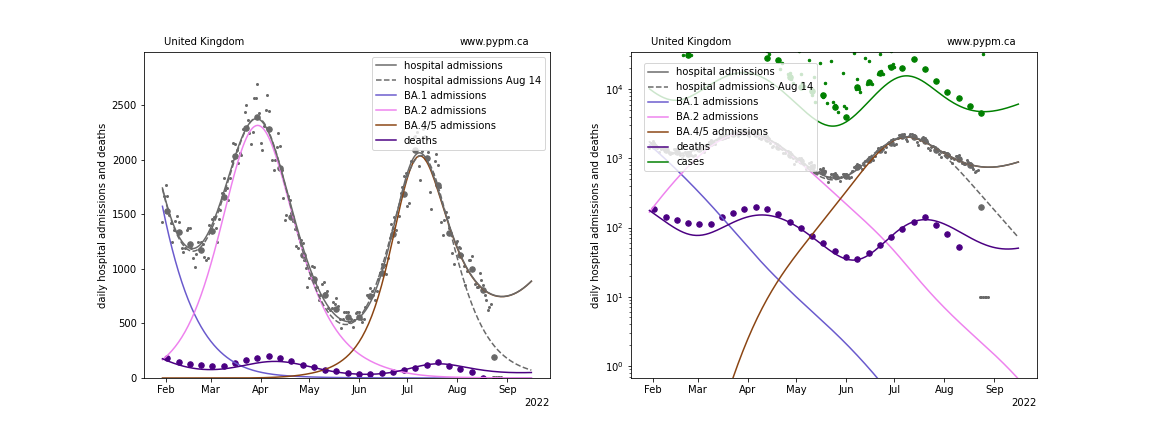 United Kingdom www.pypm.ca
hospital admissions
hospital admissions Aug 14
BA.1 admissions
BA.2 admissions
BA.4/5 admissions
deaths
daily hospital admissions and deaths
2500
2000
1500
1000
500
0
Feb Mar Apr May Jun Jul Aug Sep
2022
United Kingdom www.pypm.ca
hospital admissions
hospital admissions Aug 14
BA.1 admissions
BA.2 admissions
BA.4/5 admissions
deaths
cases
daily hospital admissions and deaths
10⁴
10³
10²
10¹
10⁰
Feb Mar Apr May Jun Jul Aug Sep
2022